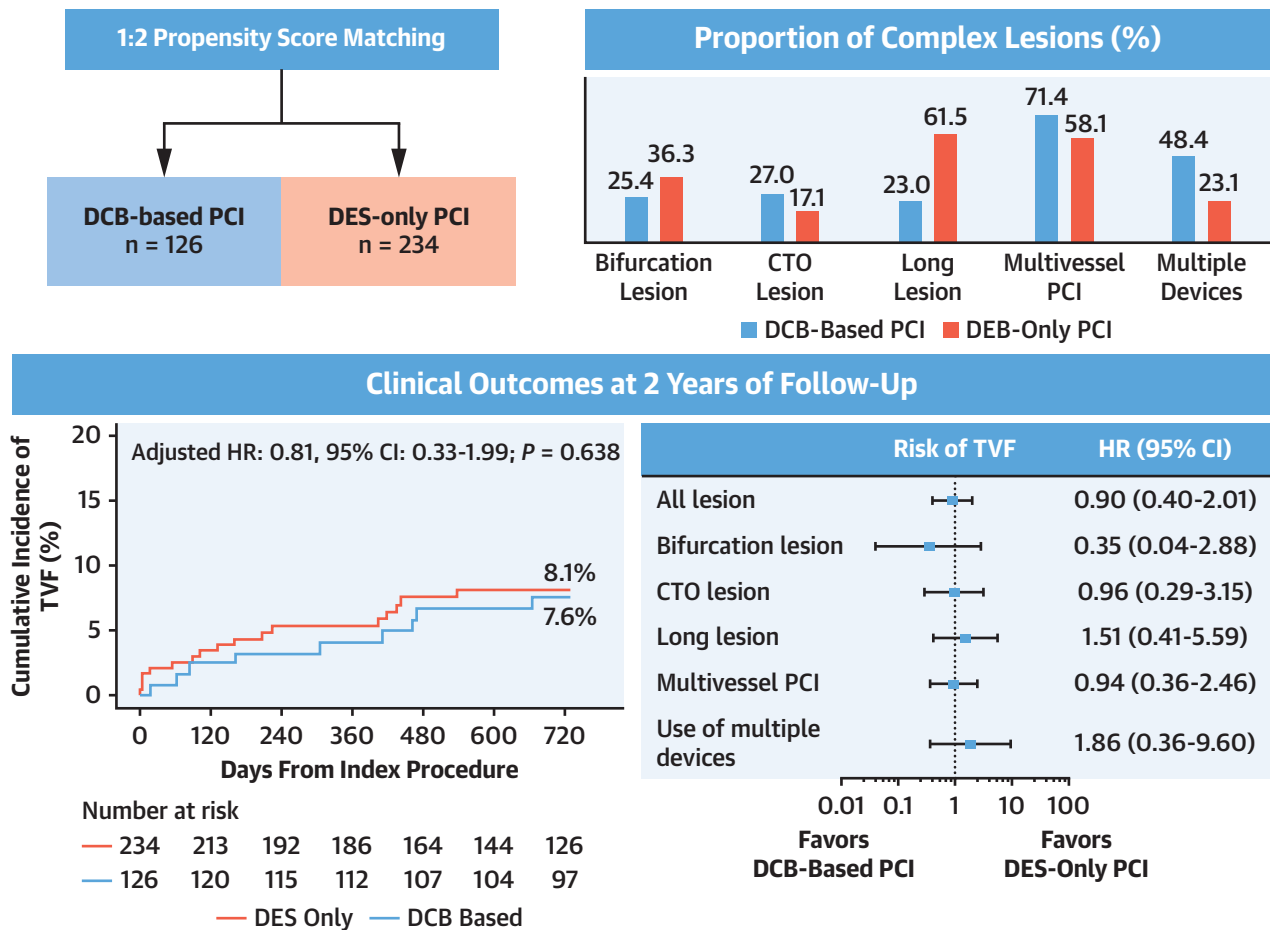 1:2 Propensity Score Matching
DCB-based PCI
n = 126
DES-only PCI
n = 234
Proportion of Complex Lesions (%)
25.4
36.3
27.0
17.1
23.0
61.5
71.4
58.1
48.4
23.1
Bifurcation
Lesion
CTO
Lesion
Long
Lesion
Multivessel
PCI
Multiple
Devices
DCB-Based PCI
DEB-Only PCI
Clinical Outcomes at 2 Years of Follow-Up
Cumulative Incidence of
TVF (%)
20
15
10
5
0
Adjusted HR: 0.81, 95% CI: 0.33-1.99; P = 0.638
8.1%
7.6%
0 120 240 360 480 600 720
Days From Index Procedure
Number at risk
234 213 192 186 164 144 126
126 120 115 112 107 104 97
DES Only DCB Based
Risk of TVF HR (95% CI)
All lesion 0.90 (0.40-2.01)
Bifurcation lesion 0.35 (0.04-2.88)
CTO lesion 0.96 (0.29-3.15)
Long lesion 1.51 (0.41-5.59)
Multivessel PCI 0.94 (0.36-2.46)
Use of multiple
devices 1.86 (0.36-9.60)
0.01 0.1 1 10 100
Favors
DCB-Based PCI
Favors
DES-Only PCI